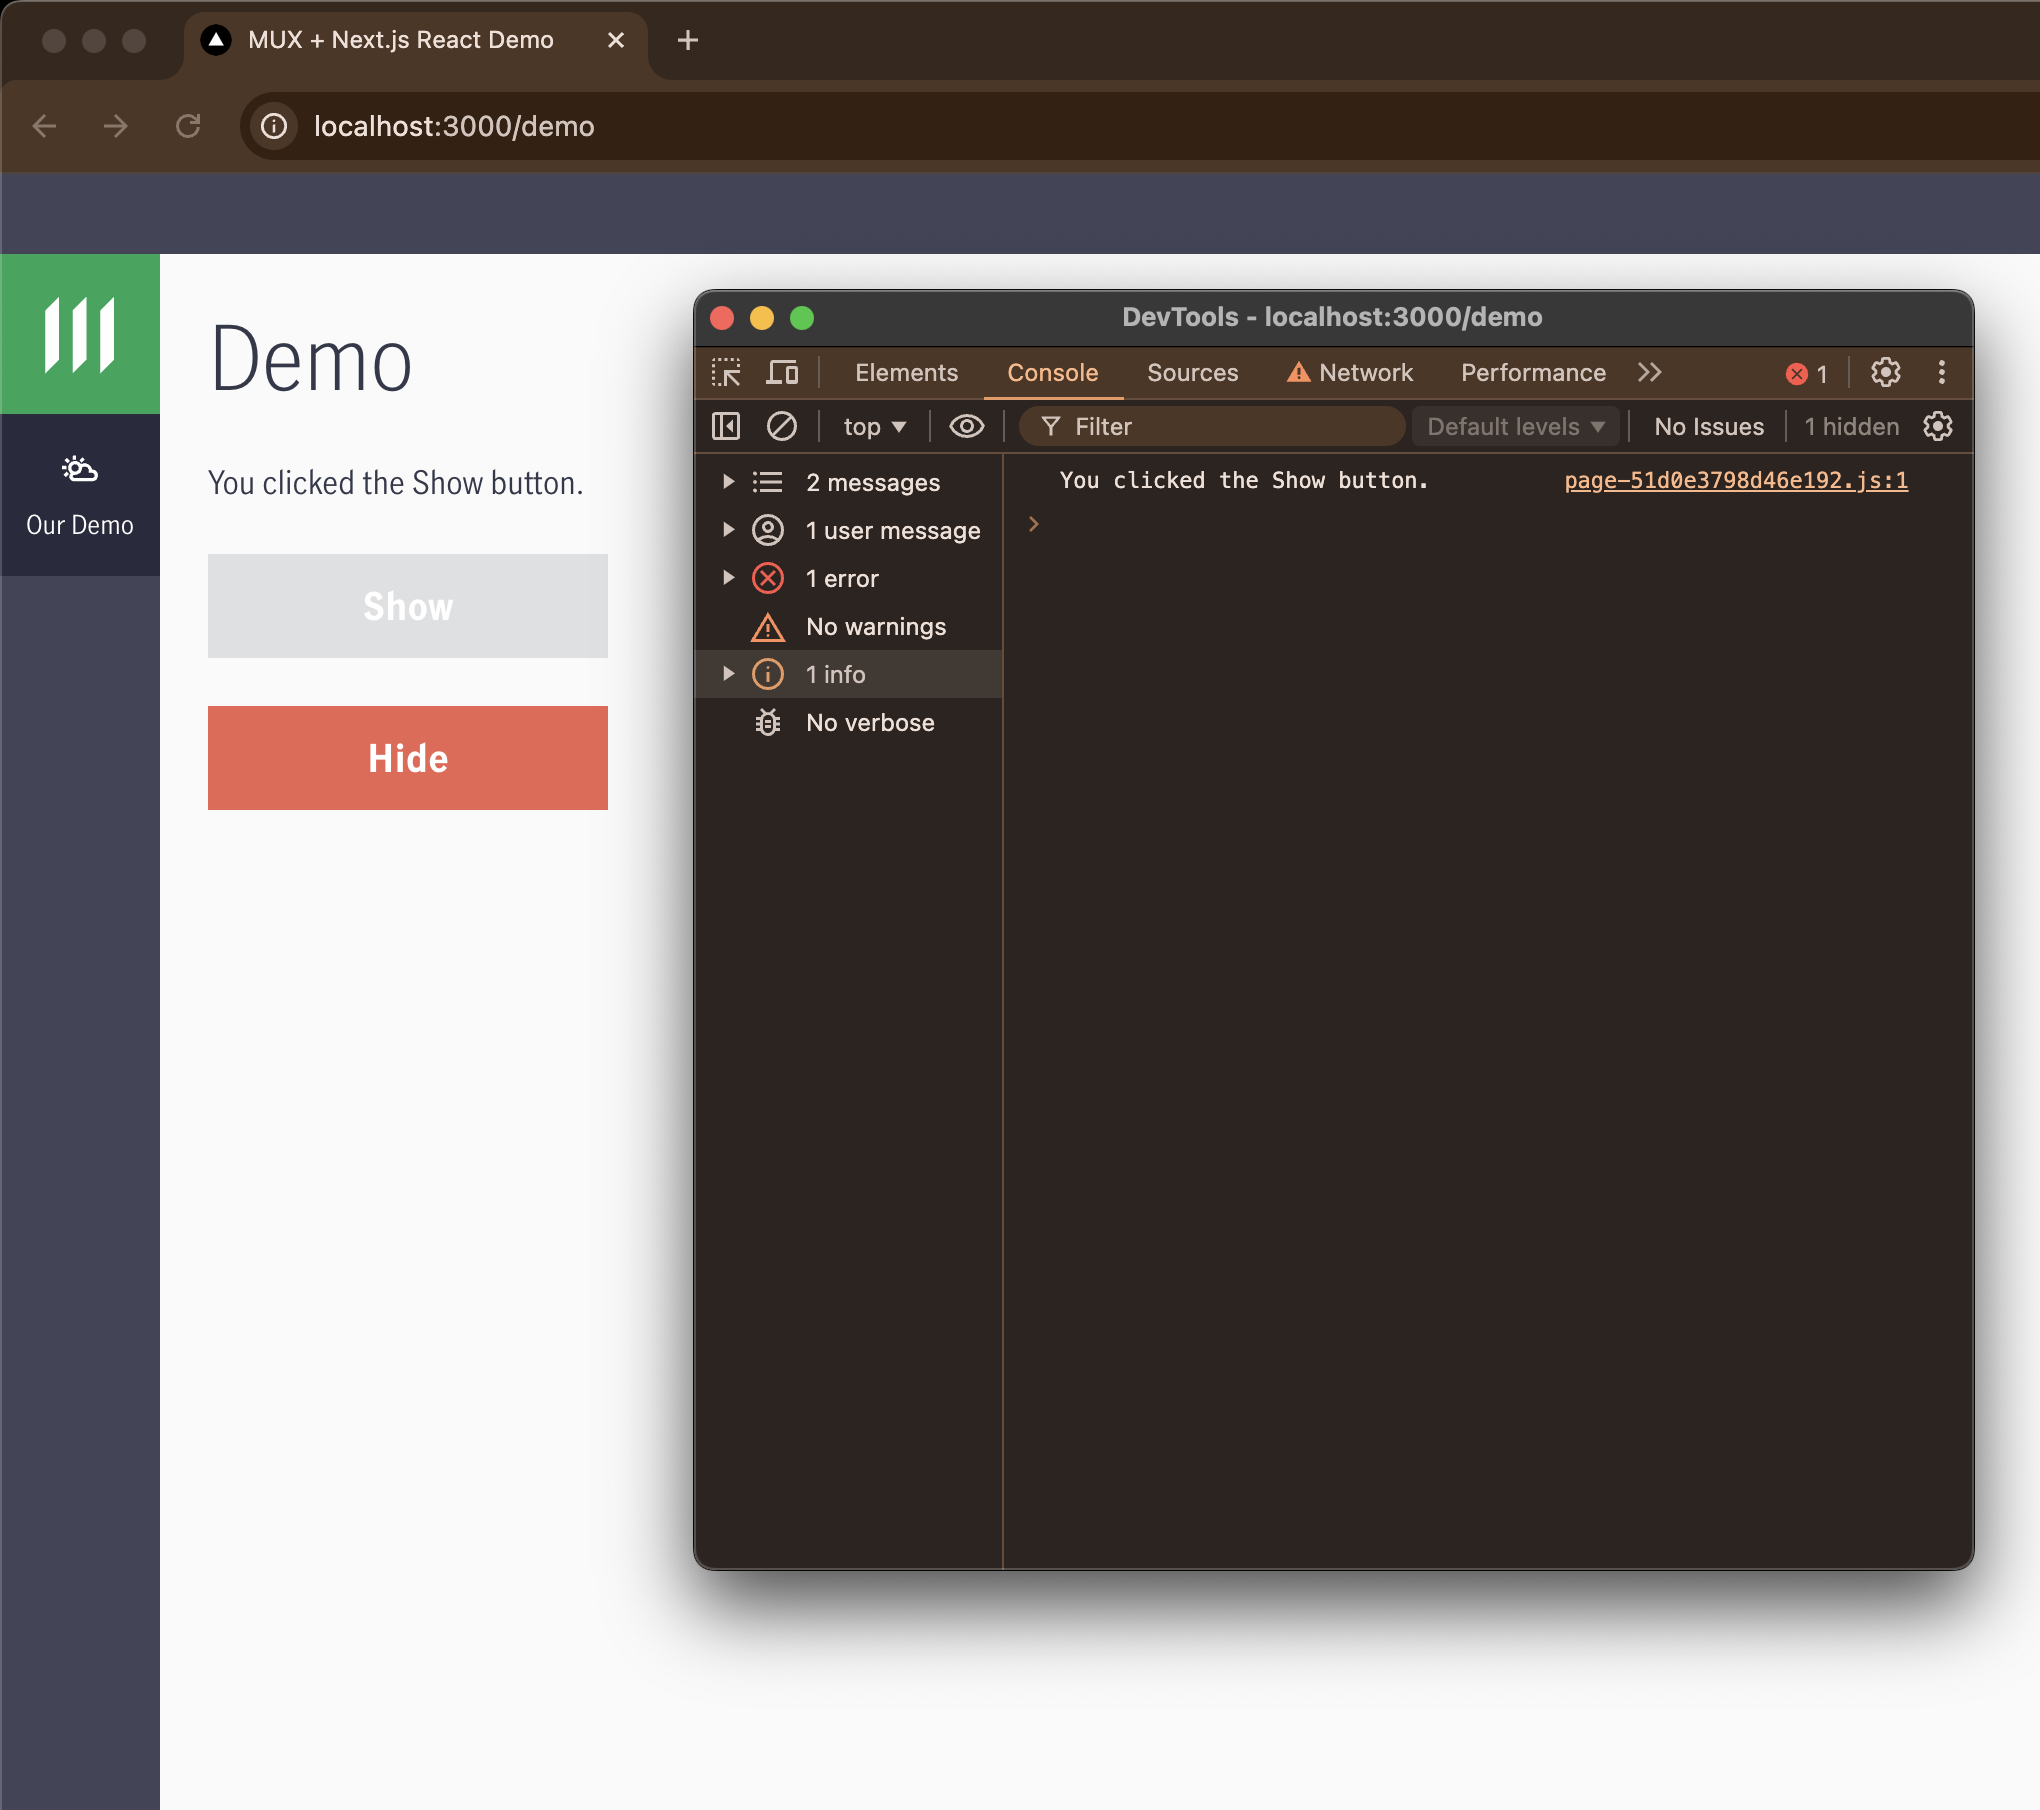 MUX + Next.js React Demo
localhost:3000/demo
Our Demo
Demo
You clicked the Show button.
Show
Hide
DevTools - localhost:3000/demo
Elements Console Sources Network Performance 1
top Filter Default levels No Issues 1 hidden
2 messages
1 user message
1 error
No warnings
1 info
No verbose
You clicked the Show button. page-51d0e3798d46e192.js:1